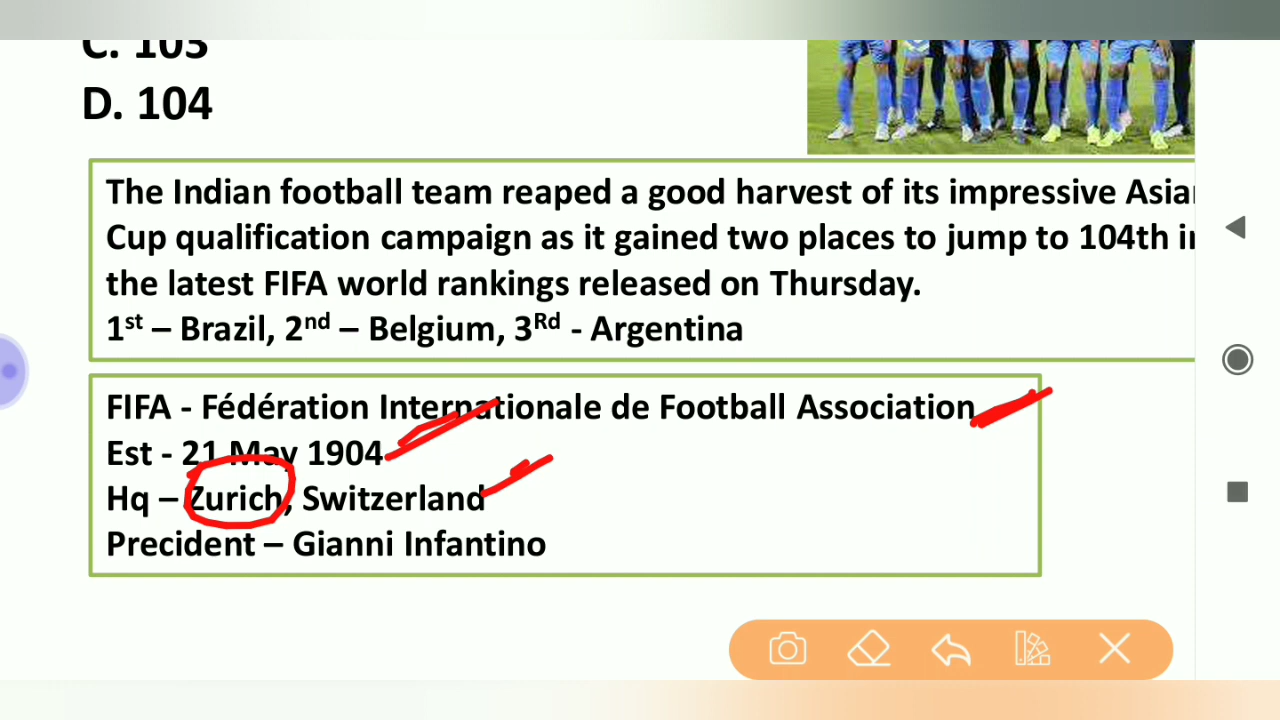 C. 103
D. 104
The Indian football team reaped a good harvest of its impressive Asian
Cup qualification campaign as it gained two places to jump to 104th in
the latest FIFA world rankings released on Thursday.
1st – Brazil, 2nd – Belgium, 3Rd - Argentina
FIFA - Fédération Internationale de Football Association
Est - 21 May 1904
Hq – Zurich, Switzerland
Precident – Gianni Infantino